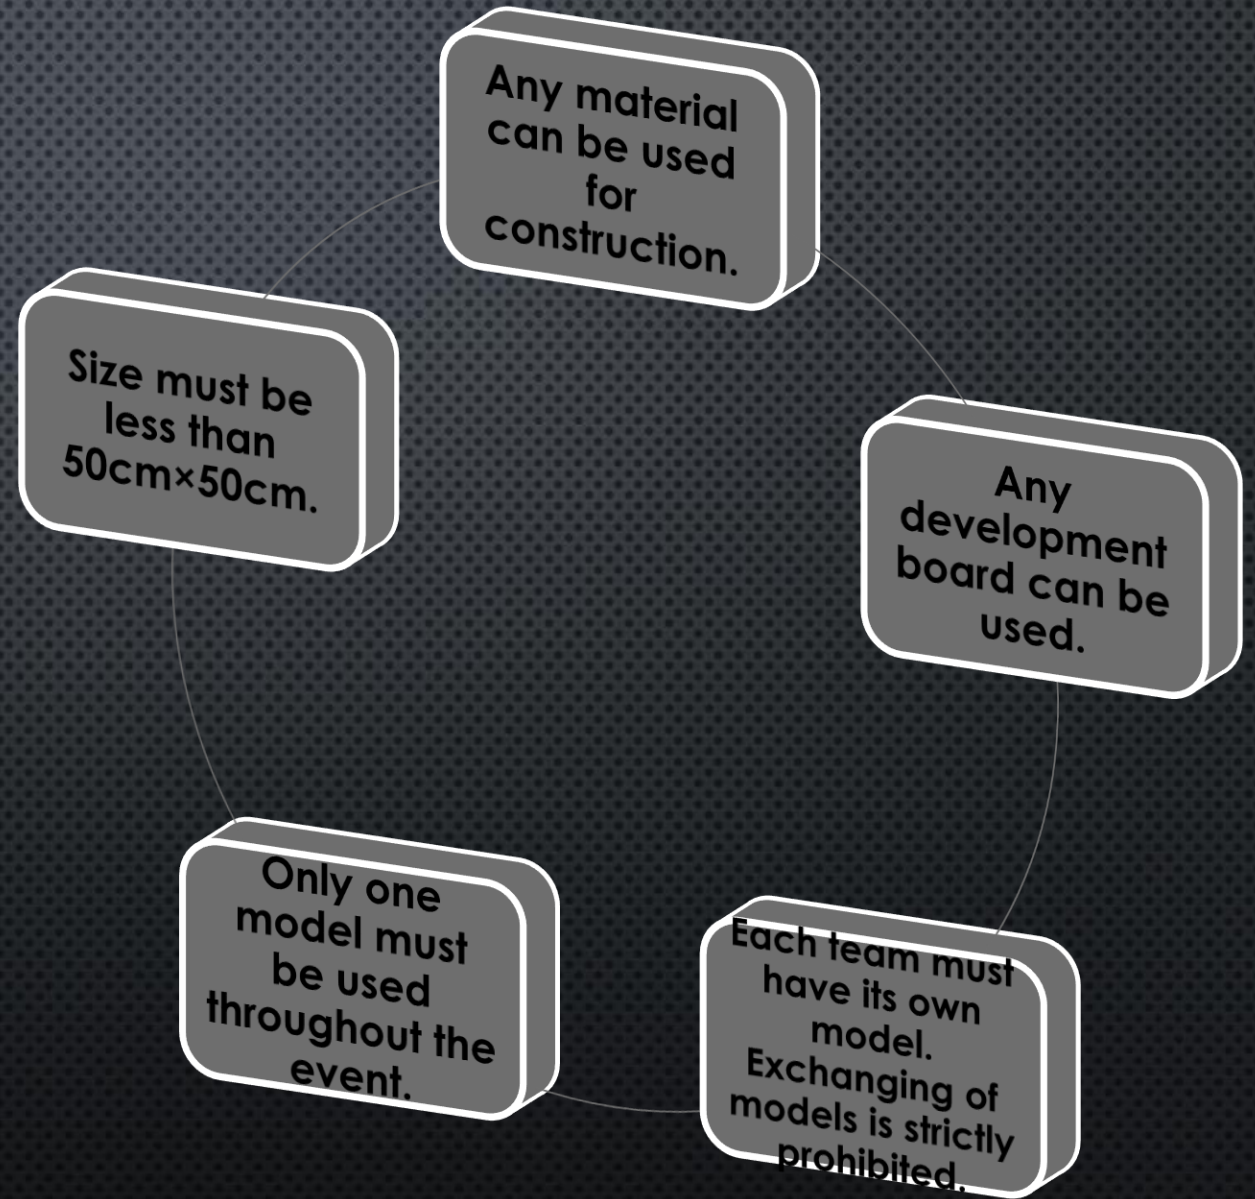 Any material
can be used
for
construction.
Any
development
board can be
used.
Each team must
have its own
model.
Exchanging of
models is strictly
prohibited.
Only one
model must
be used
throughout the
event.
Size must be
less than
50cm×50cm.